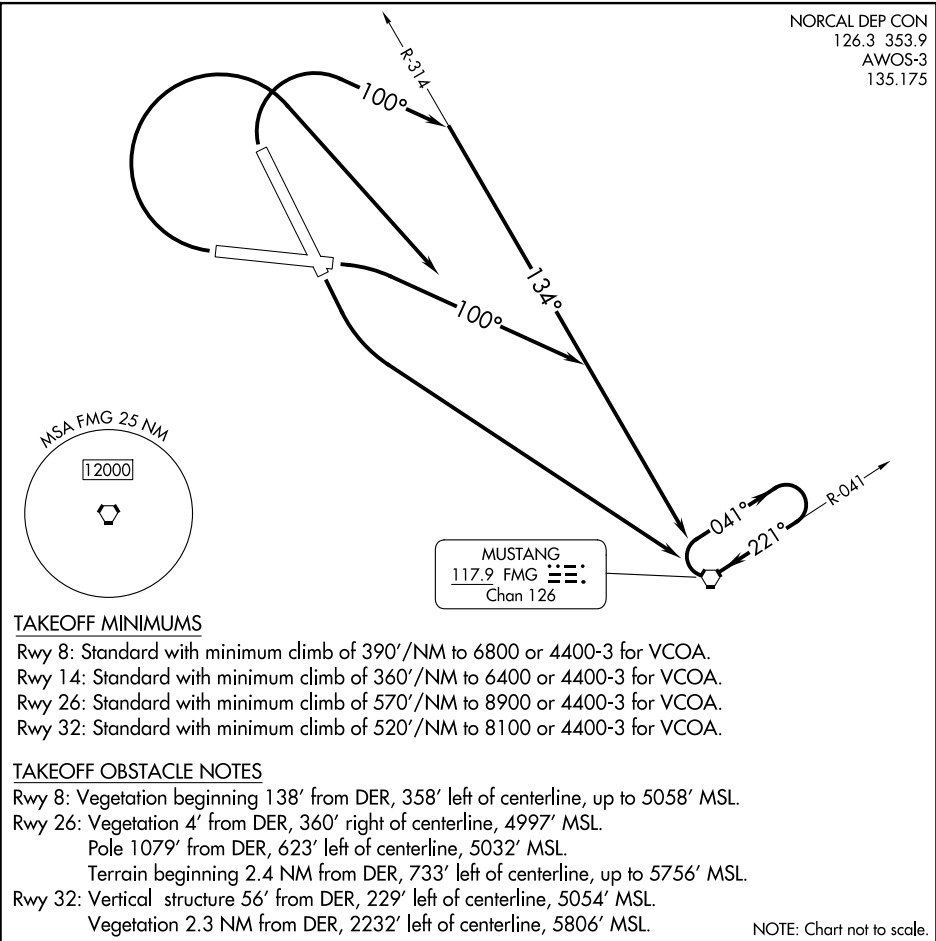 NORCAL DEP CON
126.3 353.9
AWOS-3
135.175
R-314
100°
134°
100°
MSA FMG 25 NM
12000
041°
R-041
221°
MUSTANG
117.9 FMG
Chan 126
TAKEOFF MINIMUMS
Rwy 8: Standard with minimum climb of 390'/NM to 6800 or 4400-3 for VCOA.
Rwy 14: Standard with minimum climb of 360'/NM to 6400 or 4400-3 for VCOA.
Rwy 26: Standard with minimum climb of 570'/NM to 8900 or 4400-3 for VCOA.
Rwy 32: Standard with minimum climb of 520'/NM to 8100 or 4400-3 for VCOA.
TAKEOFF OBSTACLE NOTES
Rwy 8: Vegetation beginning 138' from DER, 358' left of centerline, up to 5058' MSL.
Rwy 26: Vegetation 4' from DER, 360' right of centerline, 4997' MSL.
Pole 1079' from DER, 623' left of centerline, 5032' MSL.
Terrain beginning 2.4 NM from DER, 733' left of centerline, up to 5756' MSL.
Rwy 32: Vertical structure 56' from DER, 229' left of centerline, 5054' MSL.
Vegetation 2.3 NM from DER, 2232' left of centerline, 5806' MSL.
NOTE: Chart not to scale.